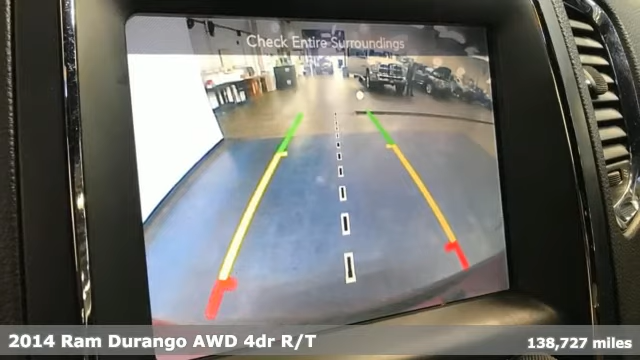 Check Entire Surroundings
2014 Ram Durango AWD 4dr R/T
138,727 miles